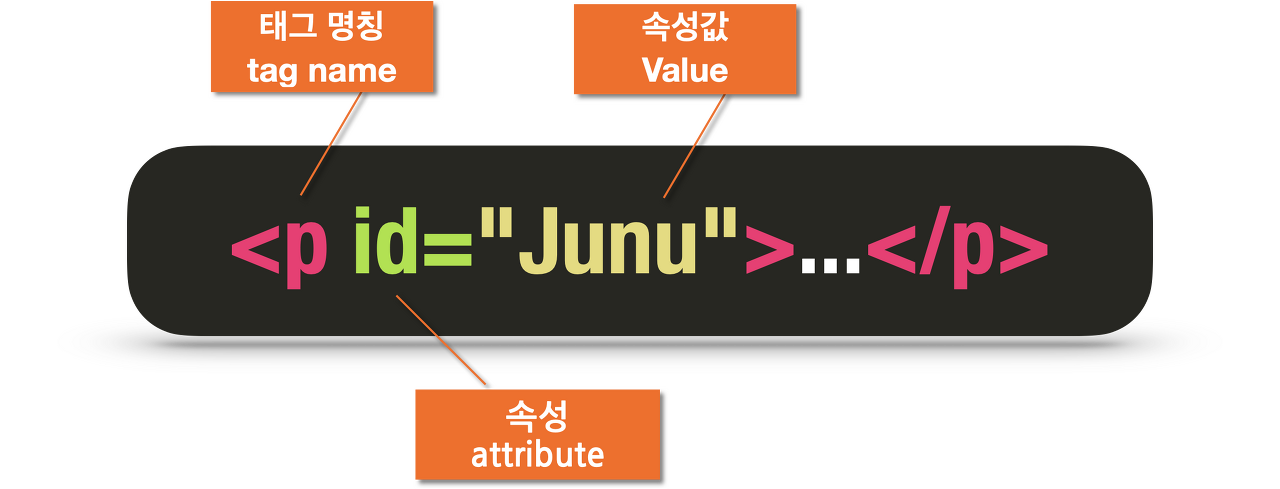 태그 명칭
tag name
속성값
Value
<p id="Junu">...</p>
속성
attribute